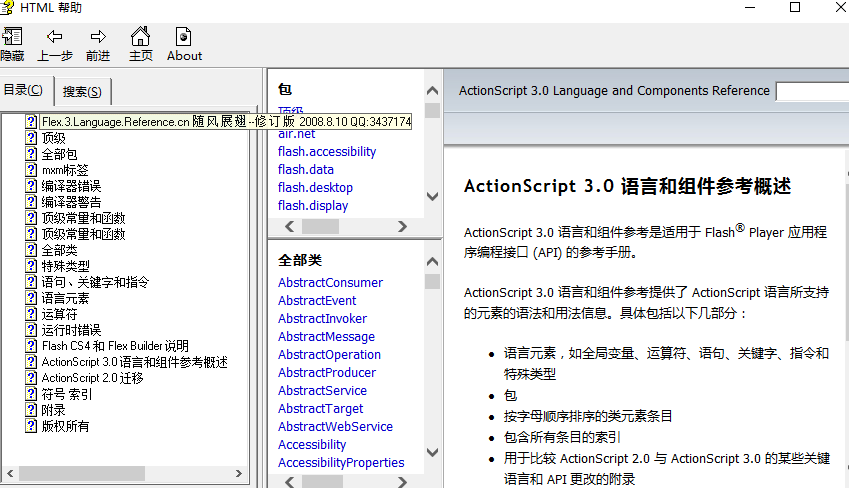 HTML 帮助
隐藏 上一步 前进 主页 About
目录(C) 搜索(S)
Flex.3.Language.Reference.cn 随风展翅--修订版 2008.8.10 QQ:3437174
顶级
全部包
mxml标签
编译器错误
编译器警告
顶级常量和函数
顶级常量和函数
全部类
特殊类型
语句、关键字和指令
语言元素
运算符
运行时错误
Flash CS4 和 Flex Builder 说明
ActionScript 3.0 语言和组件参考概述
ActionScript 2.0 迁移
符号 索引
附录
版权所有
包
顶级
air.net
flash.accessibility
flash.data
flash.desktop
flash.display
全部类
AbstractConsumer
AbstractEvent
AbstractInvoker
AbstractMessage
AbstractOperation
AbstractProducer
AbstractService
AbstractTarget
AbstractWebService
Accessibility
AccessibilityProperties
ActionScript 3.0 Language and Components Reference
ActionScript 3.0 语言和组件参考概述
ActionScript 3.0 语言和组件参考是适用于 Flash® Player 应用程
序编程接口 (API) 的参考手册。
ActionScript 3.0 语言和组件参考提供了 ActionScript 语言所支持
的元素的语法和用法信息。具体包括以下几部分：
• 语言元素，如全局变量、运算符、语句、关键字、指令和
特殊类型
• 包
• 按字母顺序排序的类元素条目
• 包含所有条目的索引
• 用于比较 ActionScript 2.0 与 ActionScript 3.0 的某些关键
语言和 API 更改的附录